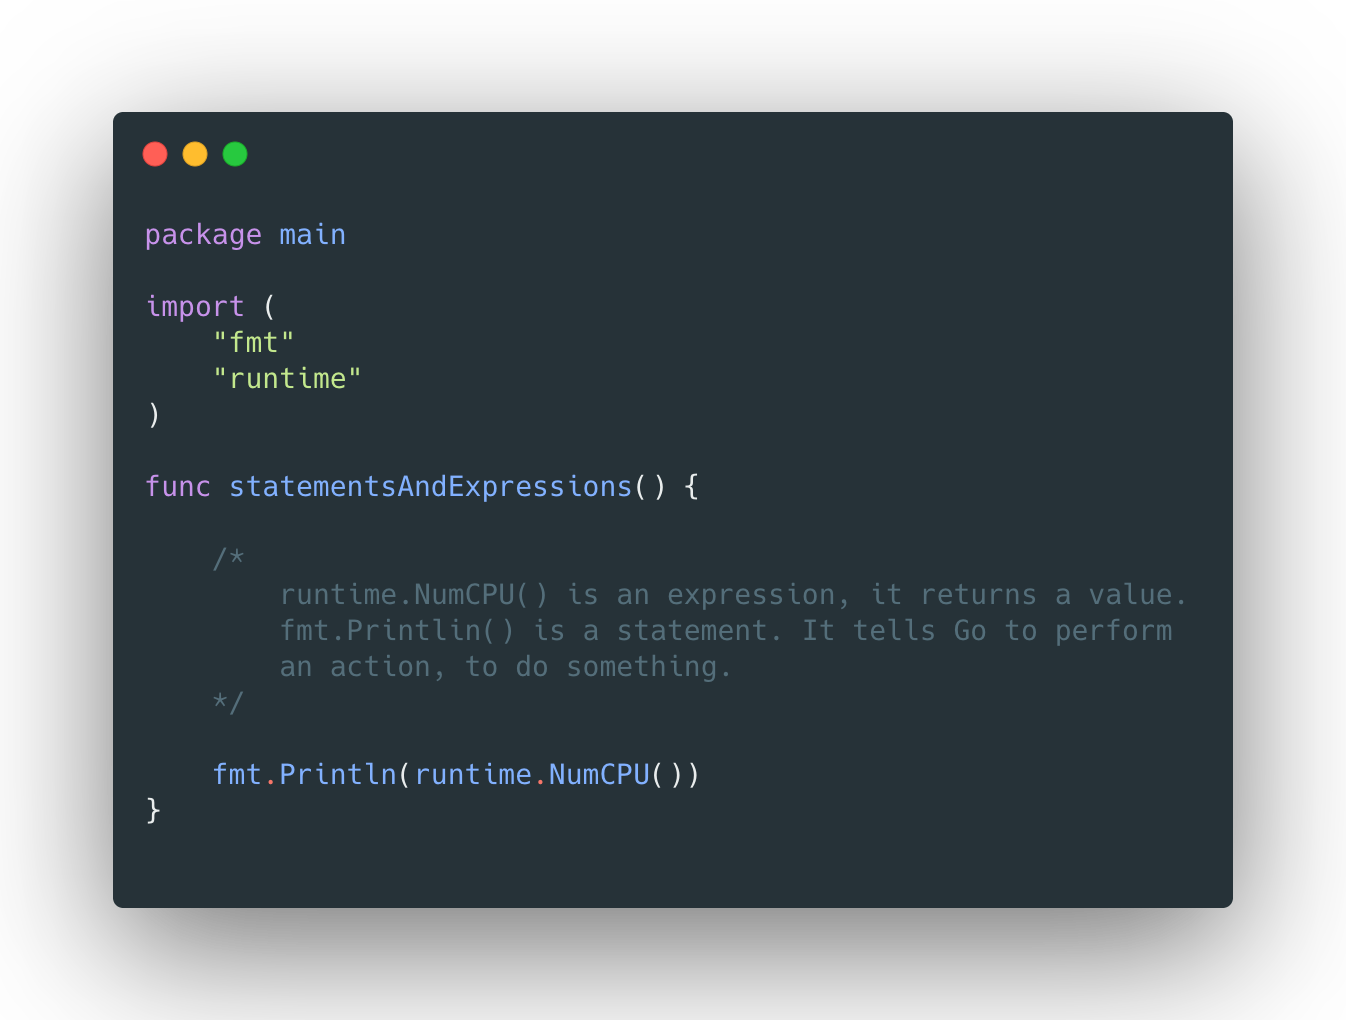 package main
import (
"fmt"
"runtime"
)
func statementsAndExpressions() {
/*
runtime.NumCPU() is an expression, it returns a value.
fmt.Printlin() is a statement. It tells Go to perform
an action, to do something.
*/
fmt.Println(runtime.NumCPU())
}